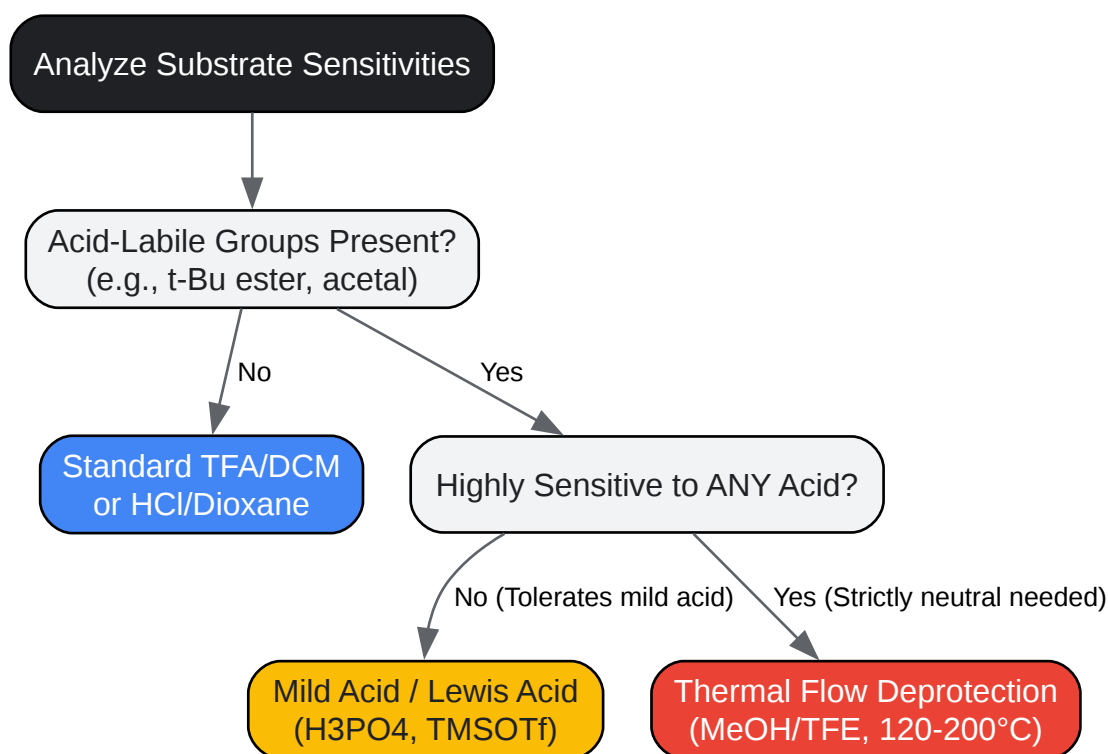 Analyze Substrate Sensitivities
Acid-Labile Groups Present?
(e.g., t-Bu ester, acetal)
No
Yes
Standard TFA/DCM
or HCl/Dioxane
Highly Sensitive to ANY Acid?
No (Tolerates mild acid)
Yes (Strictly neutral needed)
Mild Acid / Lewis Acid
(H3PO4, TMSOTf)
Thermal Flow Deprotection
(MeOH/TFE, 120-200°C)